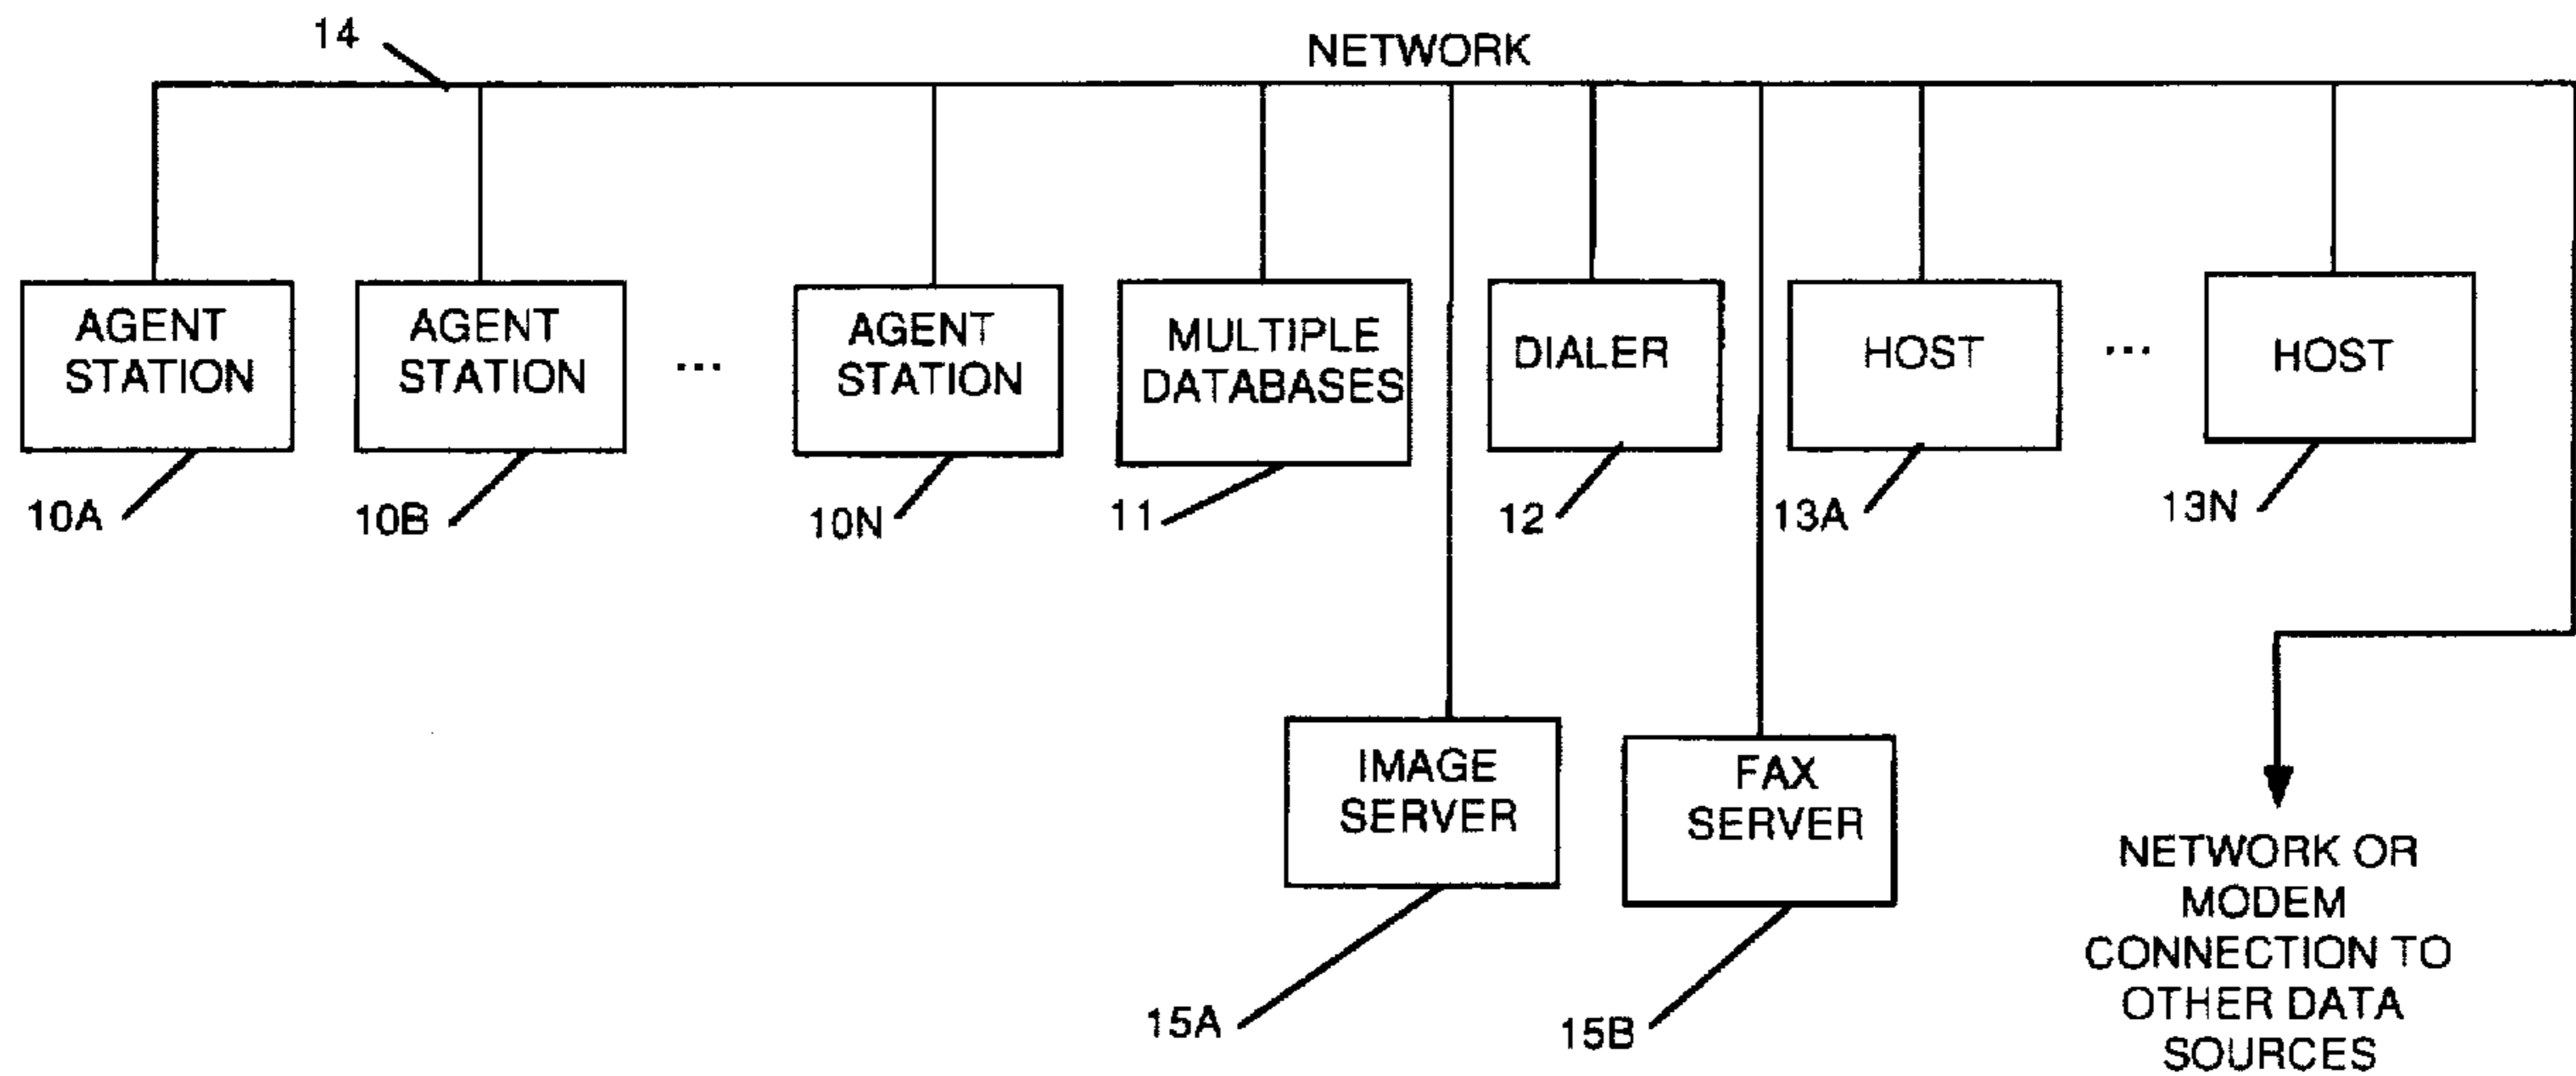 14
NETWORK
AGENT
STATION
AGENT
STATION
...
AGENT
STATION
MULTIPLE
DATABASES
DIALER
HOST
...
HOST
10A
10B
10N
11
12
13A
13N
IMAGE
SERVER
FAX
SERVER
15A
15B
NETWORK OR
MODEM
CONNECTION TO
OTHER DATA
SOURCES